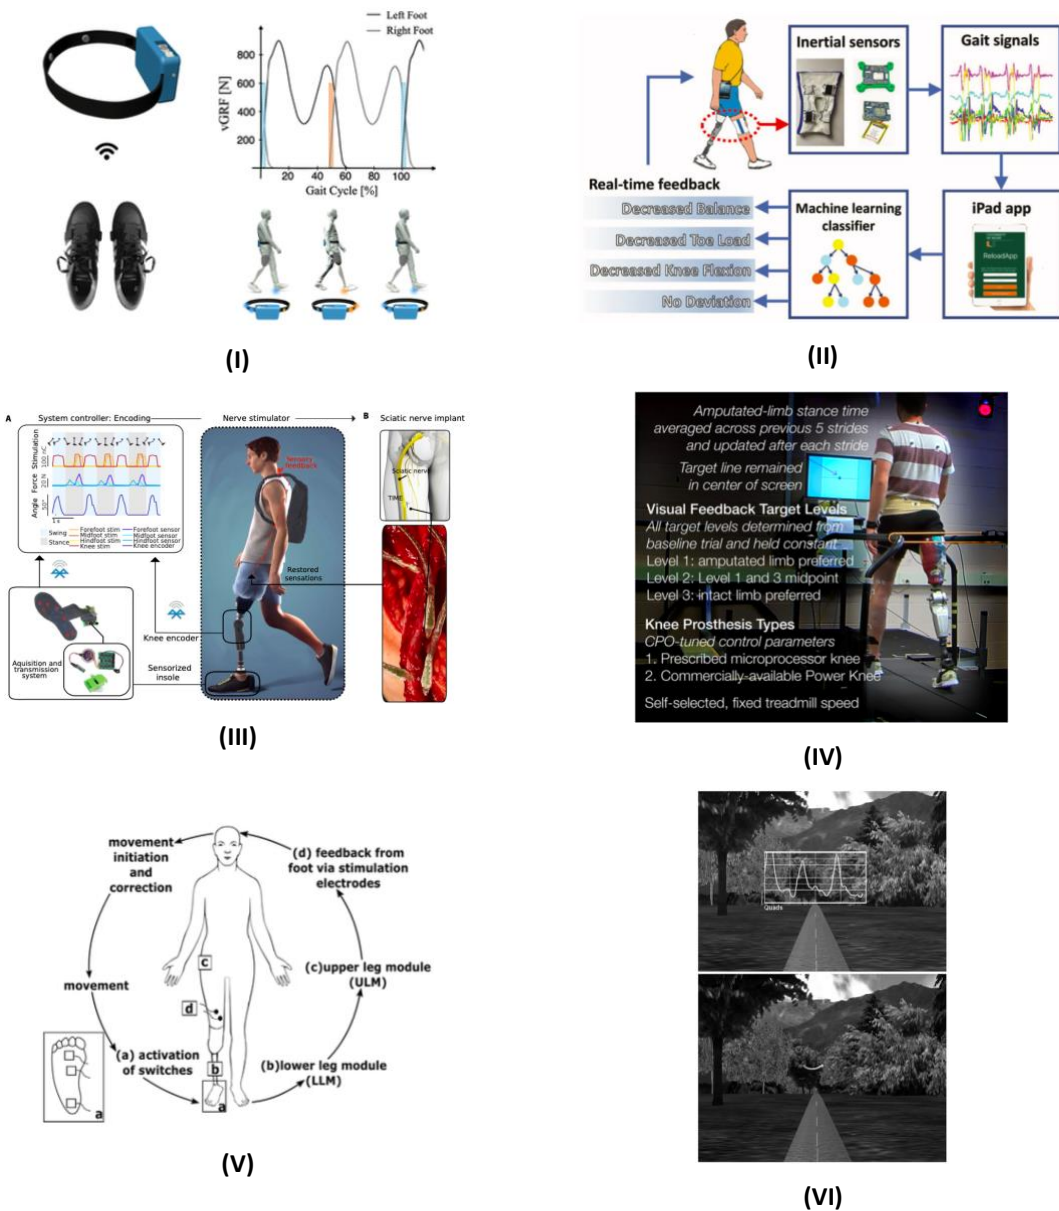 Left Foot
Right Foot
vGRF [N]
800
600
400
200
20 40 60 80 100
Gait Cycle [%]
(I)
Inertial sensors
Gait signals
Real-time feedback
Decreased Balance
Decreased Toe Load
Decreased Knee Flexion
No Deviation
Machine learning
classifier
iPad app
ReloadApp
(II)
A
System controller: Encoding
Nerve stimulator
B
Sciatic nerve implant
Stimulation
100 nC
Force
20 N
Angle
50°
1 s
Swing
Stance
Forefoot stim
Midfoot stim
Hindfoot stim
Knee stim
Forefoot sensor
Midfoot sensor
Hindfoot sensor
Knee encoder
Sensory
feedback
Sciatic nerve
TIME
Restored
sensations
Knee encoder
Aquisition and
transmission
system
Sensorized
insole
(III)
Amputated-limb stance time
averaged across previous 5 strides
and updated after each stride
Target line remained
in center of screen
Visual Feedback Target Levels
All target levels determined from
baseline trial and held constant
Level 1: amputated limb preferred
Level 2: Level 1 and 3 midpoint
Level 3: intact limb preferred
Knee Prosthesis Types
CPO-tuned control parameters
1. Prescribed microprocessor knee
2. Commercially-available Power Knee
Self-selected, fixed treadmill speed
(IV)
movement
initiation
and
correction
(d) feedback from
foot via stimulation
electrodes
c
movement
(c)upper leg module
(ULM)
d
(a) activation
of switches
b
(b)lower leg module
(LLM)
a
a
(V)
Quads
(VI)